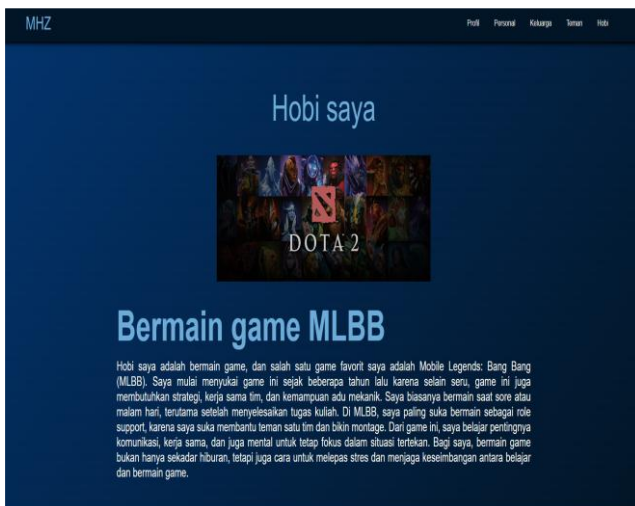 MHZ
Profil Personal Keluarga Teman Hobi
Hobi saya
DOTA 2
Bermain game MLBB
Hobi saya adalah bermain game, dan salah satu game favorit saya adalah Mobile Legends: Bang Bang
(MLBB). Saya mulai menyukai game ini sejak beberapa tahun lalu karena selain seru, game ini juga
membutuhkan strategi, kerja sama tim, dan kemampuan adu mekanik. Saya biasanya bermain saat sore atau
malam hari, terutama setelah menyelesaikan tugas kuliah. Di MLBB, saya paling suka bermain sebagai role
support, karena saya suka membantu teman satu tim dan bikin montage. Dari game ini, saya belajar pentingnya
komunikasi, kerja sama, dan juga mental untuk tetap fokus dalam situasi tertekan. Bagi saya, bermain game
bukan hanya sekadar hiburan, tetapi juga cara untuk melepas stres dan menjaga keseimbangan antara belajar
dan bermain game.